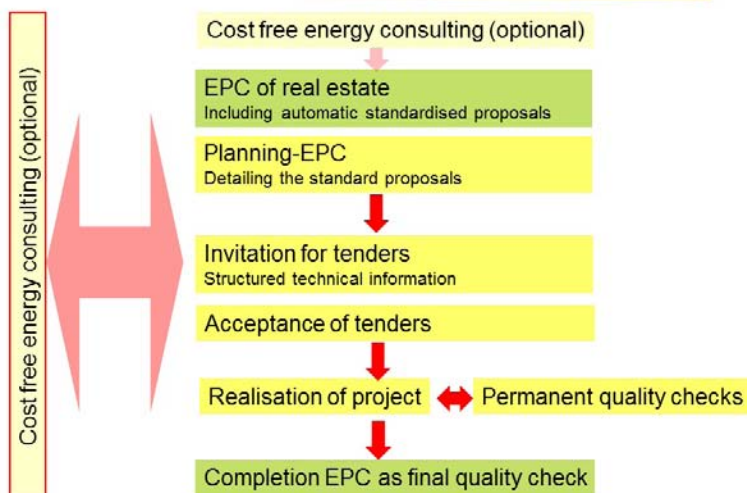 Cost free energy consulting (optional)
Cost free energy consulting (optional)
EPC of real estate
Including automatic standardised proposals
Planning-EPC
Detailing the standard proposals
Invitation for tenders
Structured technical information
Acceptance of tenders
Realisation of project
Permanent quality checks
Completion EPC as final quality check